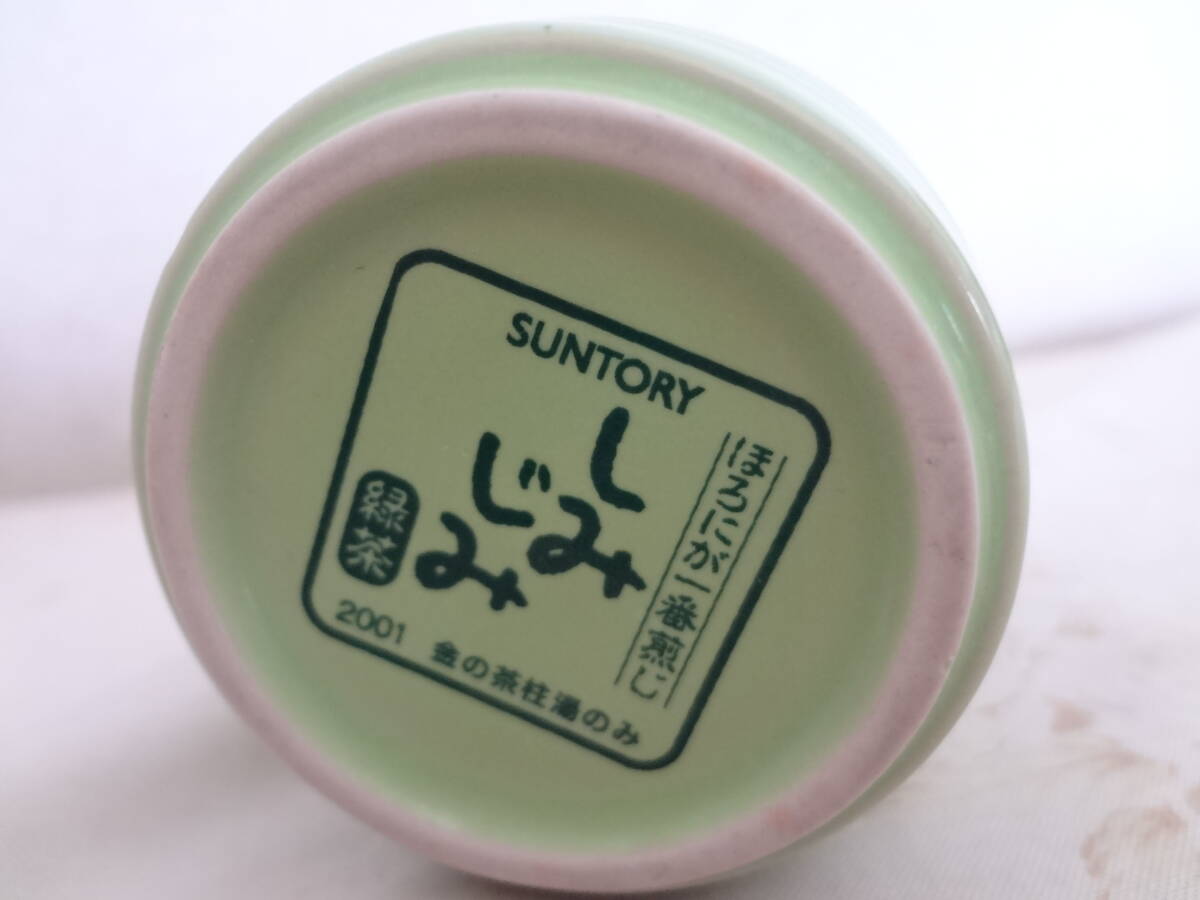 SUNTORY
ほろにが一番煎じ
しみ
じみ
緑茶
2001 金の茶柱湯のみ